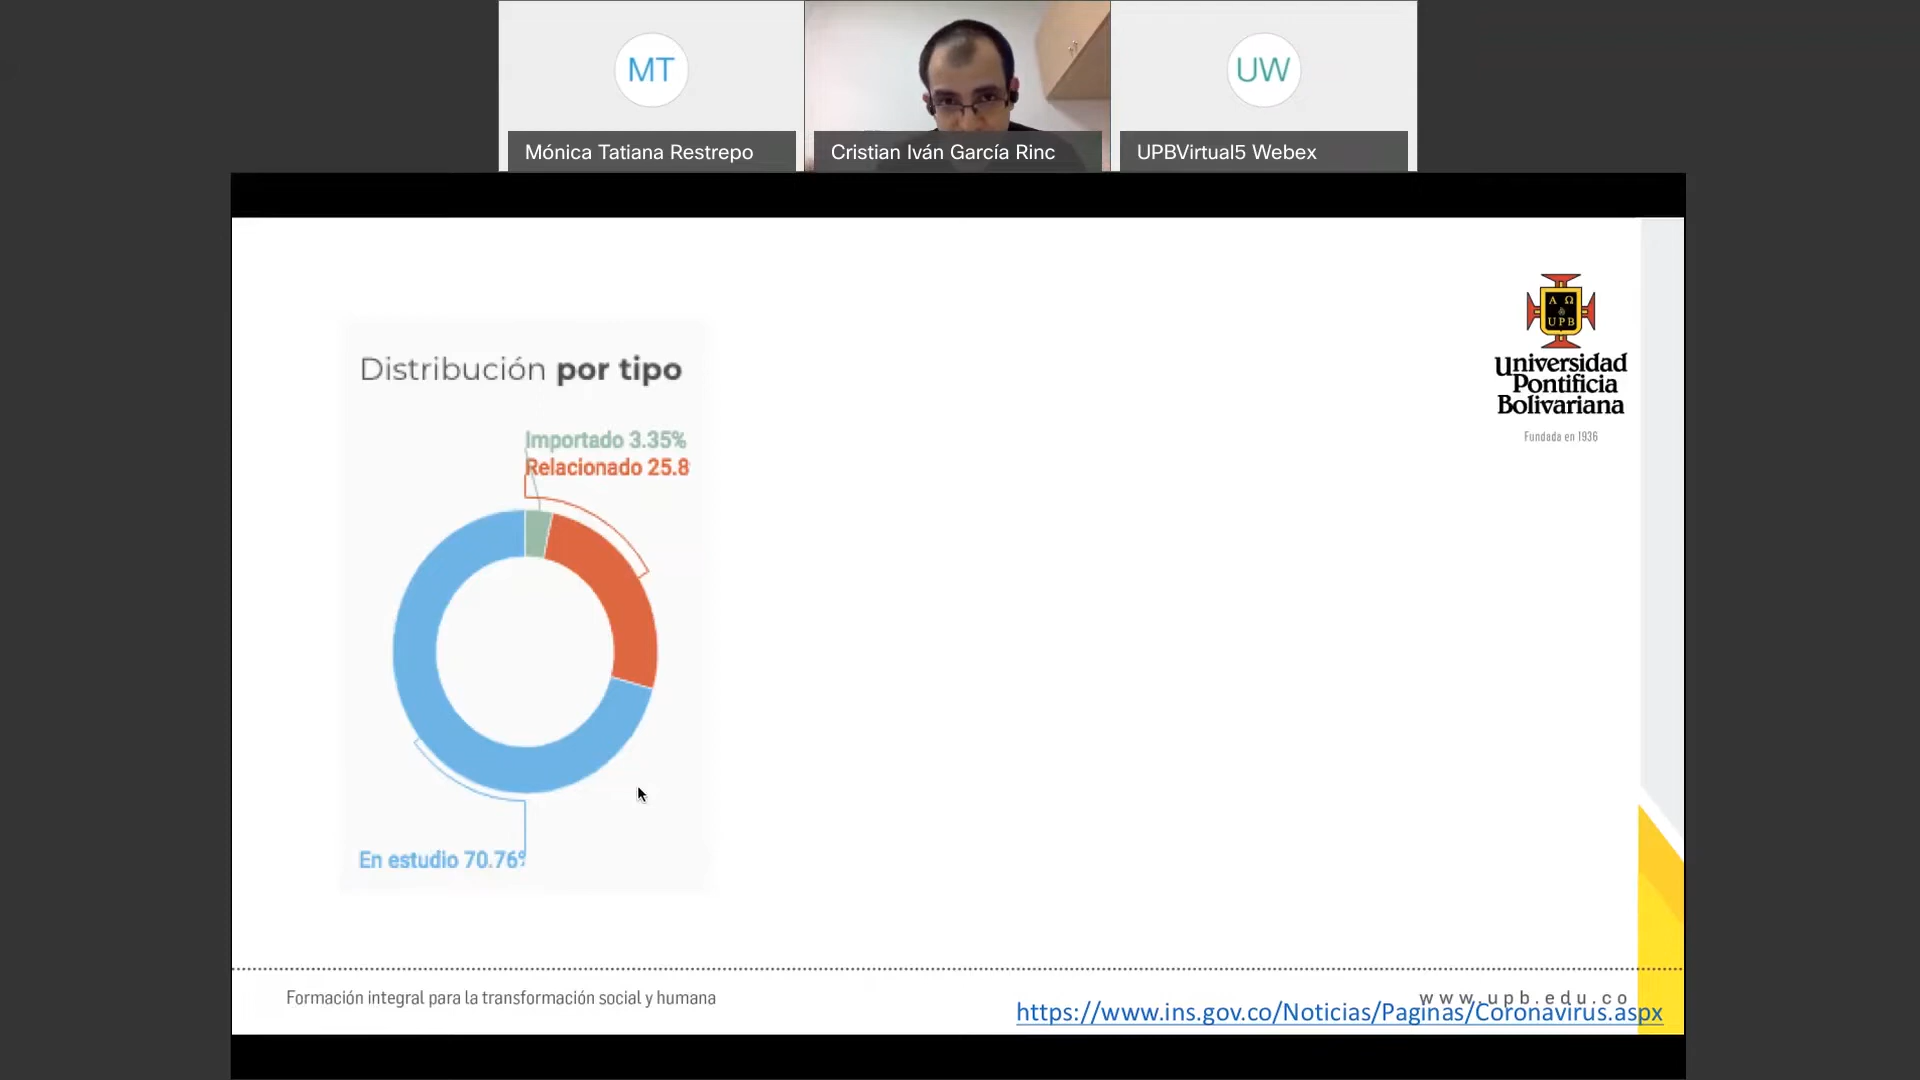 MT
UW
Mónica Tatiana Restrepo
Cristian Iván García Rinc
UPBVirtual5 Webex
Α Ω
&
UPB
Universidad
Pontificia
Bolivariana
Fundada en 1936
Distribución por tipo
Importado 3.35%
Relacionado 25.8
En estudio 70.76%
Formación integral para la transformación social y humana
www.upb.edu.co
https://www.ins.gov.co/Noticias/Paginas/Coronavirus.aspx